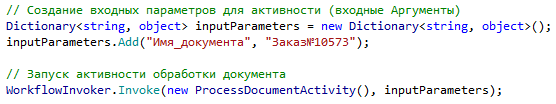 // Создание входных параметров для активности (входные Аргументы)
Dictionary<string, object> inputParameters = new Dictionary<string, object>();
inputParameters.Add("Имя_документа", "Заказ№10573");
// Запуск активности обработки документа
WorkflowInvoker.Invoke(new ProcessDocumentActivity(), inputParameters);